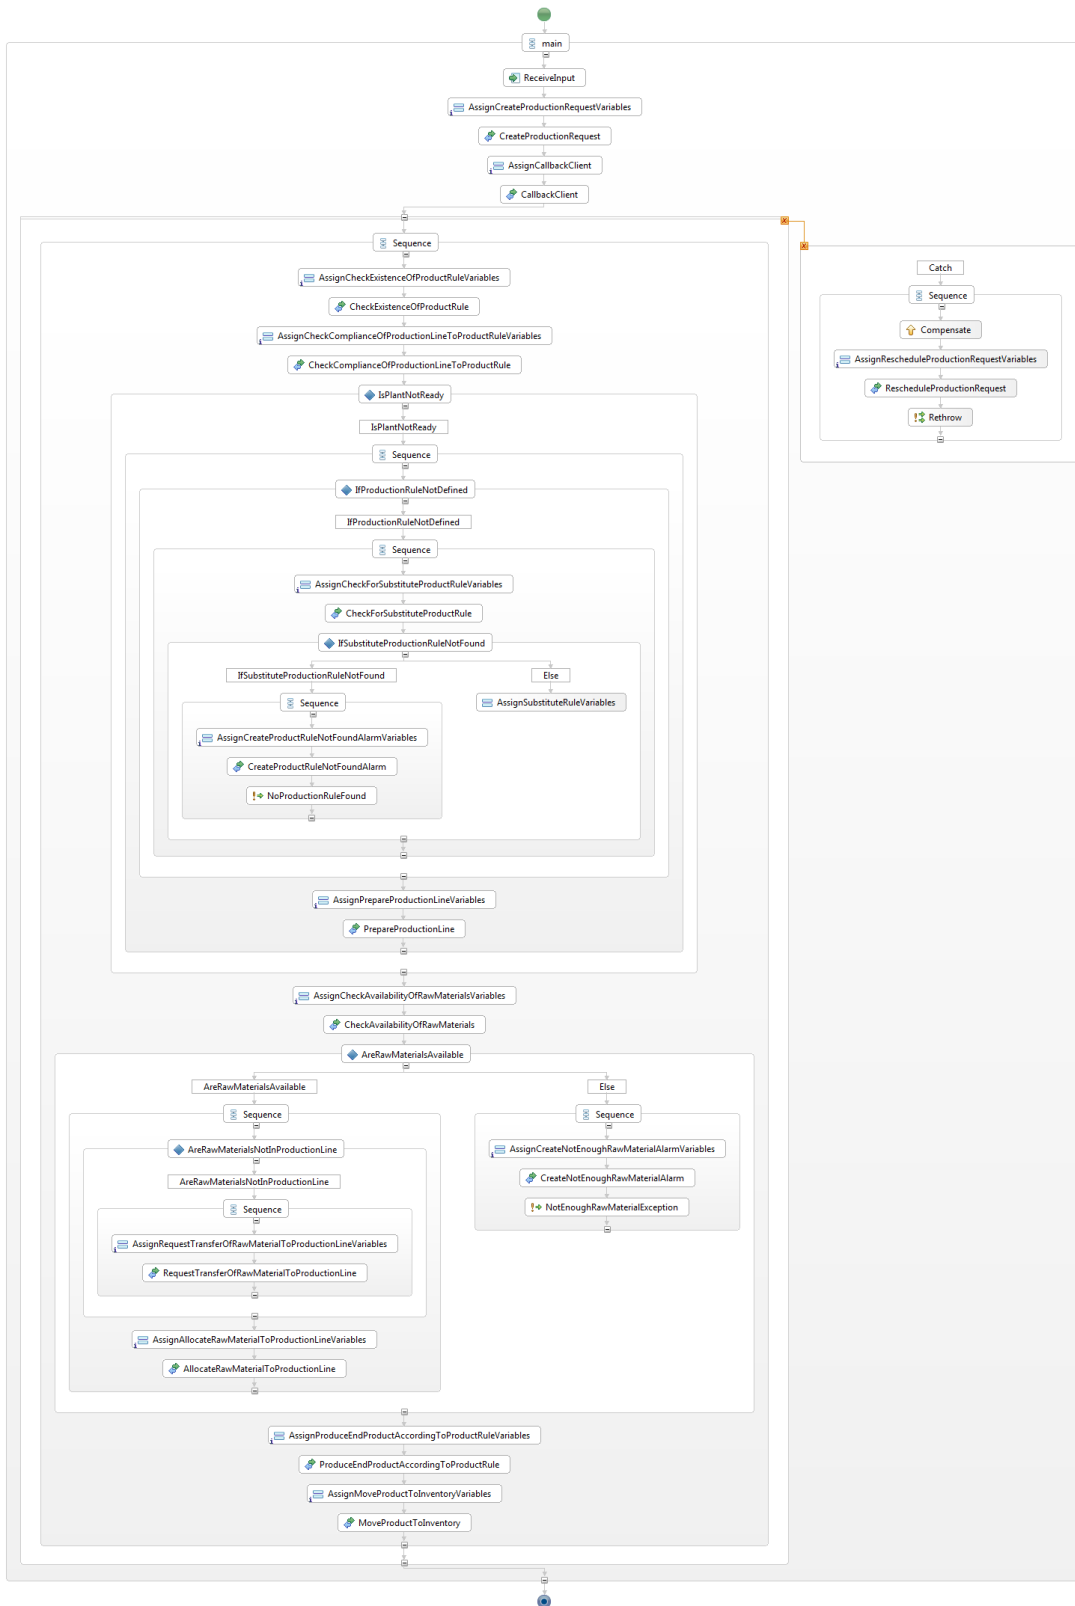 main
ReceiveInput
AssignCreateProductionRequestVariables
CreateProductionRequest
AssignCallbackClient
CallbackClient
Sequence
AssignCheckExistenceOfProductRuleVariables
CheckExistenceOfProductRule
AssignCheckComplianceOfProductionLineToProductRuleVariables
CheckComplianceOfProductionLineToProductRule
IsPlantNotReady
IsPlantNotReady
Sequence
IfProductionRuleNotDefined
IfProductionRuleNotDefined
Sequence
AssignCheckForSubstituteProductRuleVariables
CheckForSubstituteProductRule
IfSubstituteProductionRuleNotFound
IfSubstituteProductionRuleNotFound
Sequence
AssignCreateProductRuleNotFoundAlarmVariables
CreateProductRuleNotFoundAlarm
NoProductionRuleFound
Else
AssignSubstituteRuleVariables
AssignPrepareProductionLineVariables
PrepareProductionLine
AssignCheckAvailabilityOfRawMaterialsVariables
CheckAvailabilityOfRawMaterials
AreRawMaterialsAvailable
AreRawMaterialsAvailable
Sequence
AreRawMaterialsNotInProductionLine
AreRawMaterialsNotInProductionLine
Sequence
AssignRequestTransferOfRawMaterialToProductionLineVariables
RequestTransferOfRawMaterialToProductionLine
AssignAllocateRawMaterialToProductionLineVariables
AllocateRawMaterialToProductionLine
Else
Sequence
AssignCreateNotEnoughRawMaterialAlarmVariables
CreateNotEnoughRawMaterialAlarm
NotEnoughRawMaterialException
AssignProduceEndProductAccordingToProductRuleVariables
ProduceEndProductAccordingToProductRule
AssignMoveProductToInventoryVariables
MoveProductToInventory
Catch
Sequence
Compensate
AssignRescheduleProductionRequestVariables
RescheduleProductionRequest
Rethrow